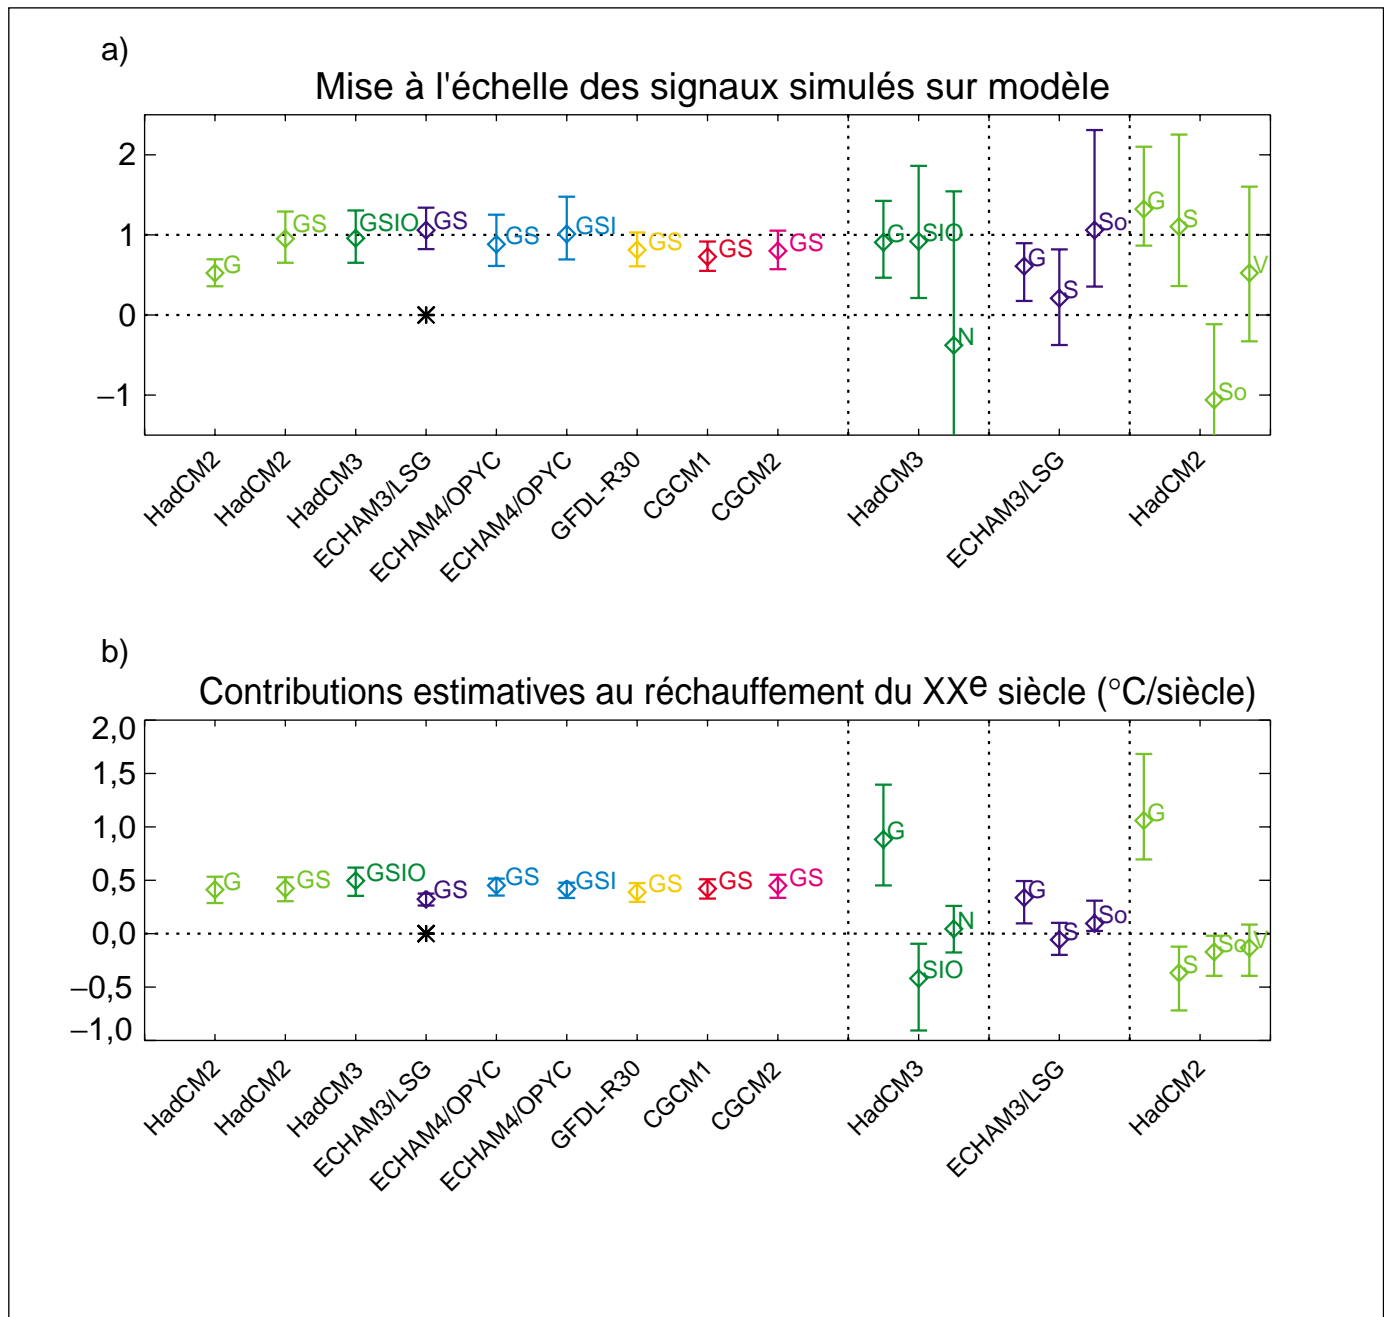 a)
Mise à l'échelle des signaux simulés sur modèle
2
1
0
−1
G
GS
GSIO
GS
GS
GSI
GS
GS
GS
G
SIO
N
G
S
So
G
S
So
V
HadCM2
HadCM2
HadCM3
ECHAM3/LSG
ECHAM4/OPYC
ECHAM4/OPYC
GFDL-R30
CGCM1
CGCM2
HadCM3
ECHAM3/LSG
HadCM2
b)
Contributions estimatives au réchauffement du XXe siècle (°C/siècle)
2,0
1,5
1,0
0,5
0,0
−0,5
−1,0
G
GS
GSIO
GS
GS
GSI
GS
GS
GS
G
SIO
N
G
S
So
G
S
So
V
HadCM2
HadCM2
HadCM3
ECHAM3/LSG
ECHAM4/OPYC
ECHAM4/OPYC
GFDL-R30
CGCM1
CGCM2
HadCM3
ECHAM3/LSG
HadCM2